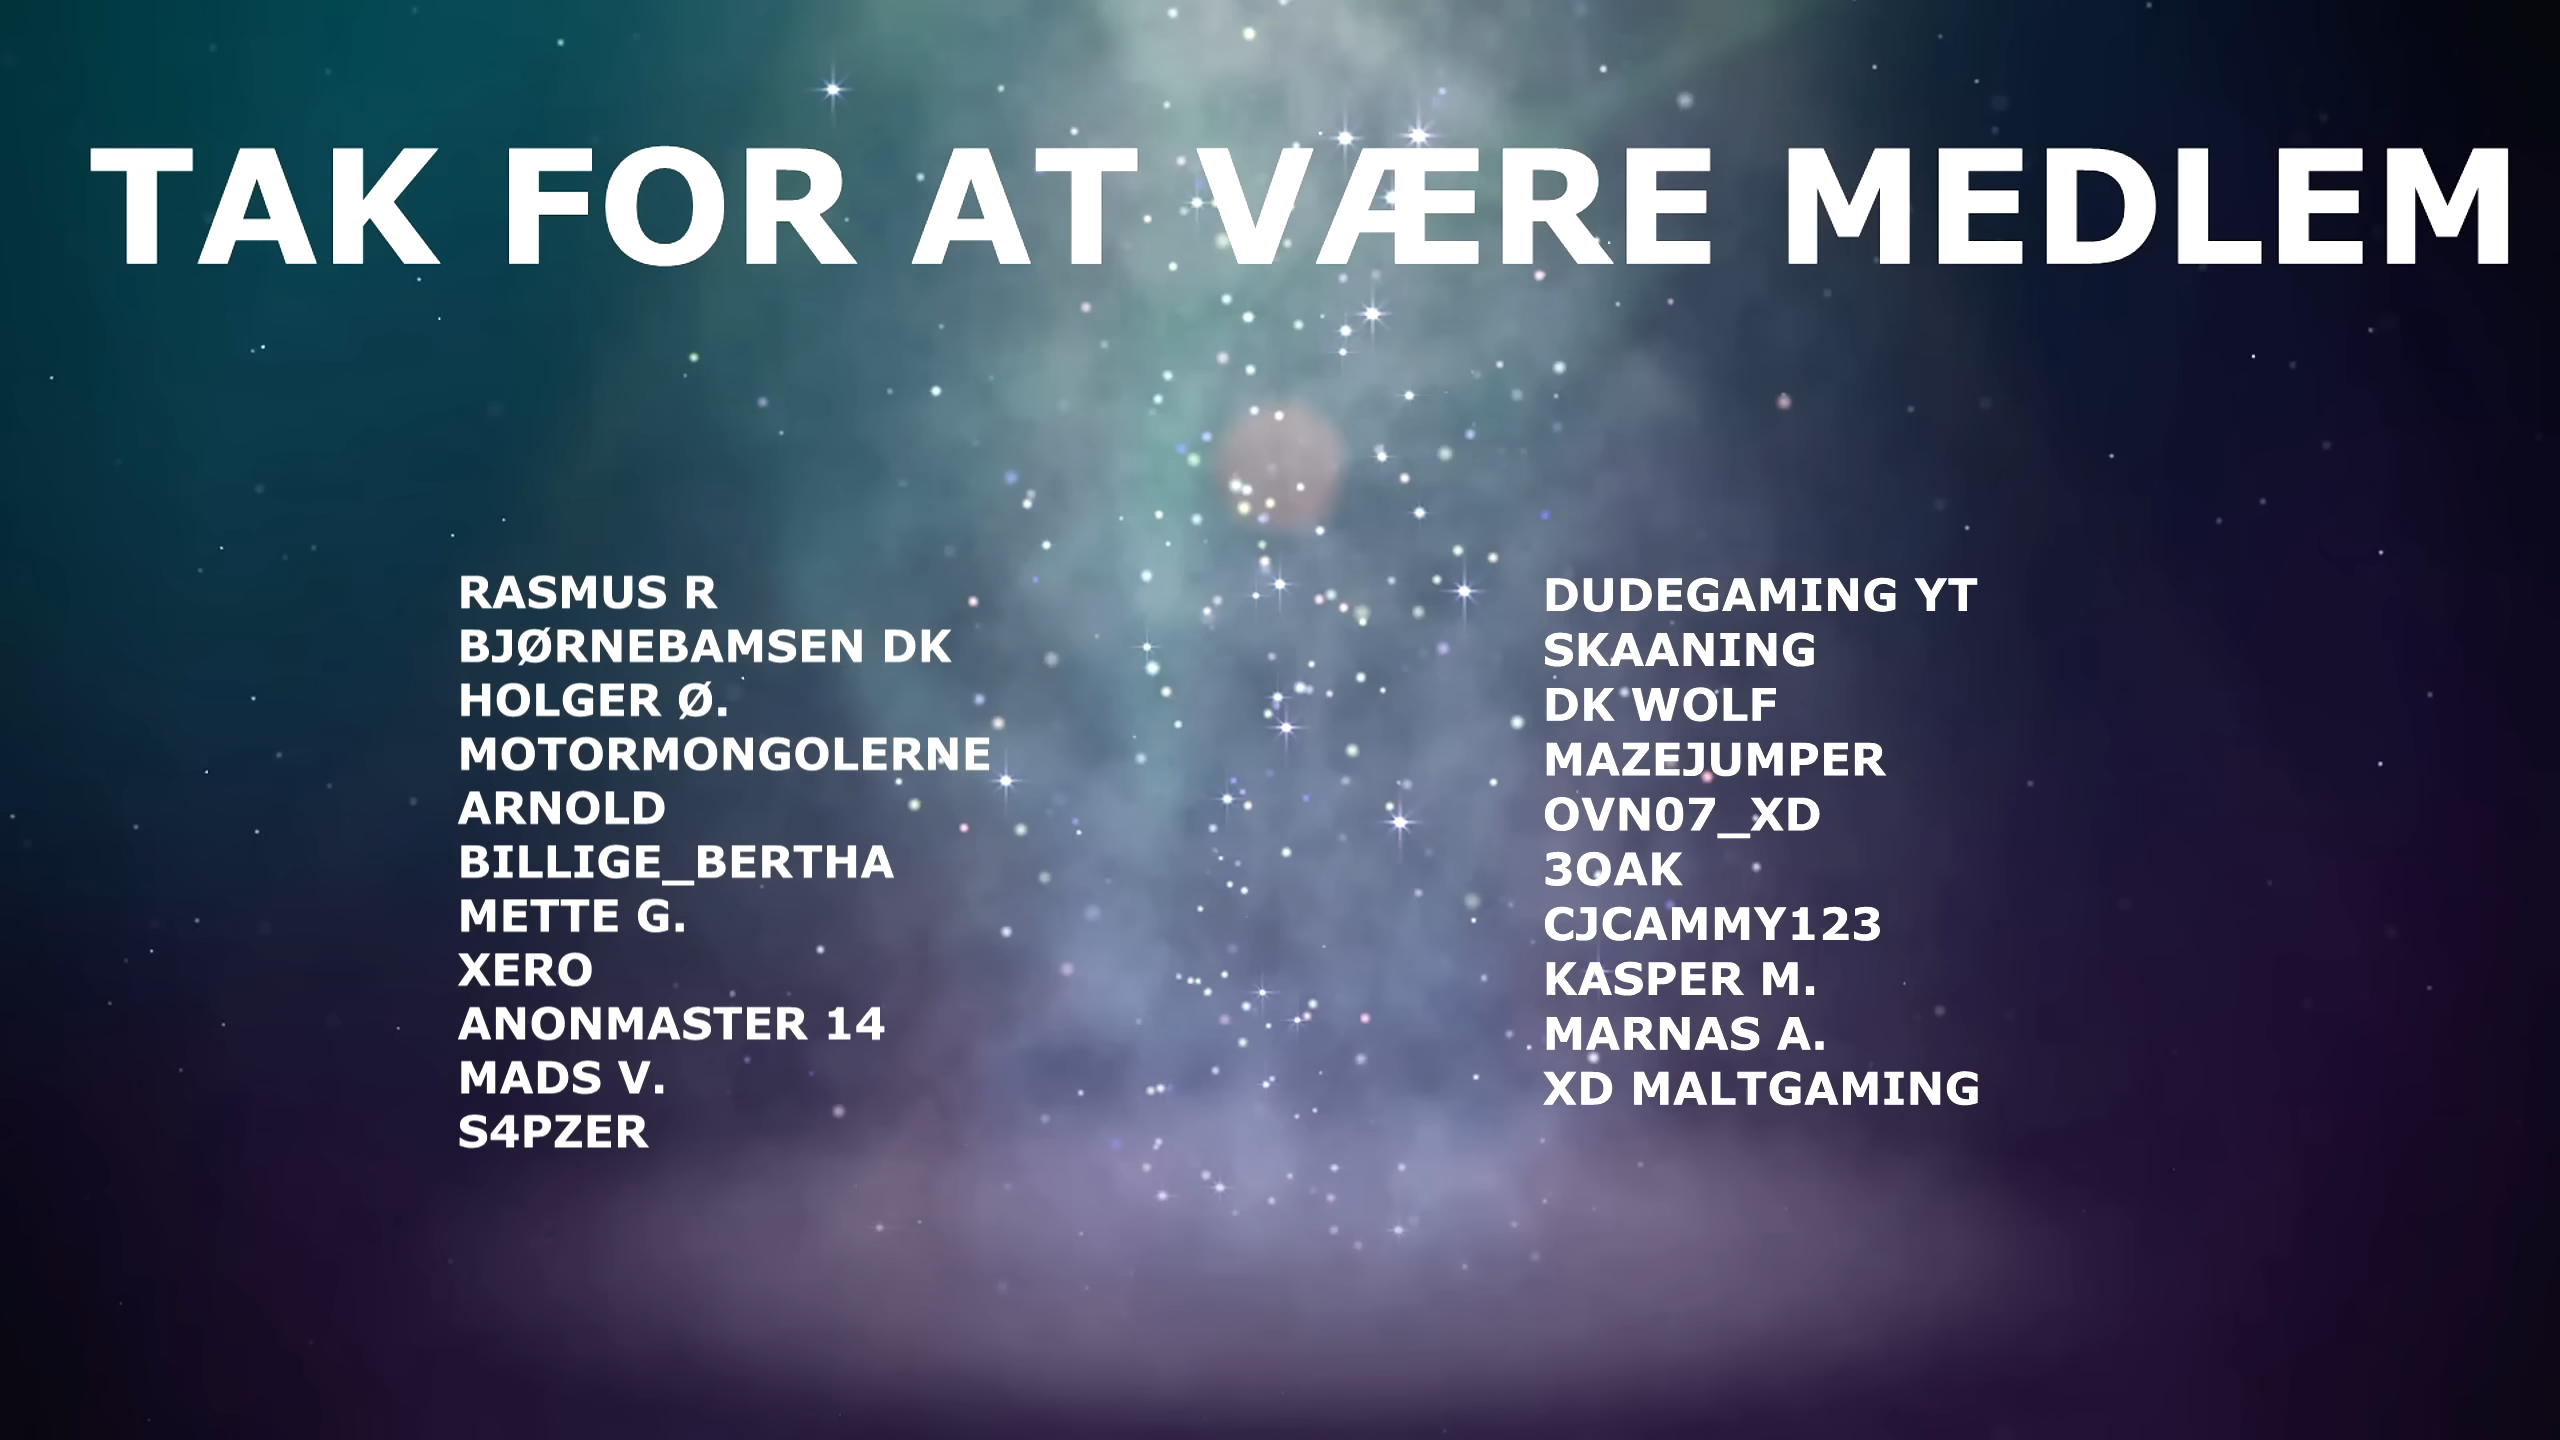 TAK FOR AT VÆRE MEDLEM
RASMUS R
BJØRNEBAMSEN DK
HOLGER Ø.
MOTORMONGOLERNE
ARNOLD
BILLIGE_BERTHA
METTE G.
XERO
ANONMASTER 14
MADS V.
S4PZER
DUDEGAMING YT
SKAANING
DK WOLF
MAZEJUMPER
OVN07_XD
3OAK
CJCAMMY123
KASPER M.
MARNAS A.
XD MALTGAMING